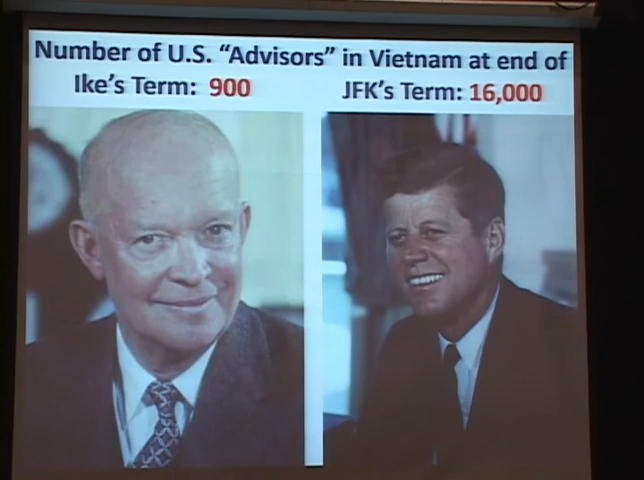 Number of U.S. “Advisors” in Vietnam at end of
Ike’s Term: 900 JFK’s Term: 16,000